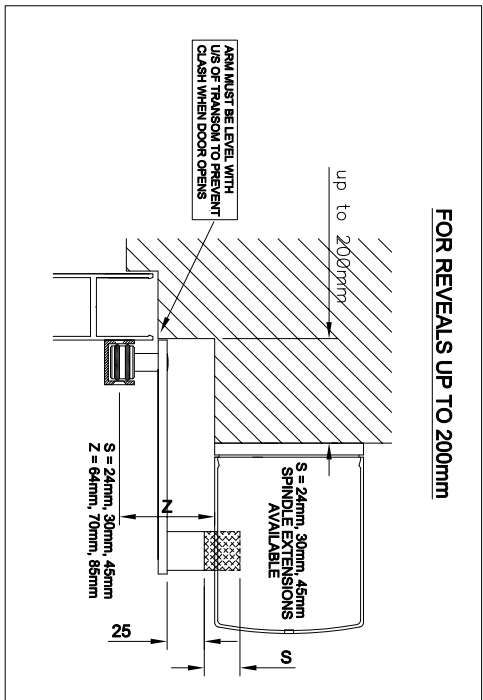 FOR REVEALS UP TO 200mm
up to 200mm
ARM MUST BE LEVEL WITH
U/S OF TRANSOM TO PREVENT
CLASH WHEN DOOR OPENS
S = 24mm, 30mm, 45mm
SPINDLE EXTENSIONS
AVAILABLE
Z
S = 24mm, 30mm, 45mm
Z = 64mm, 70mm, 85mm
25
S